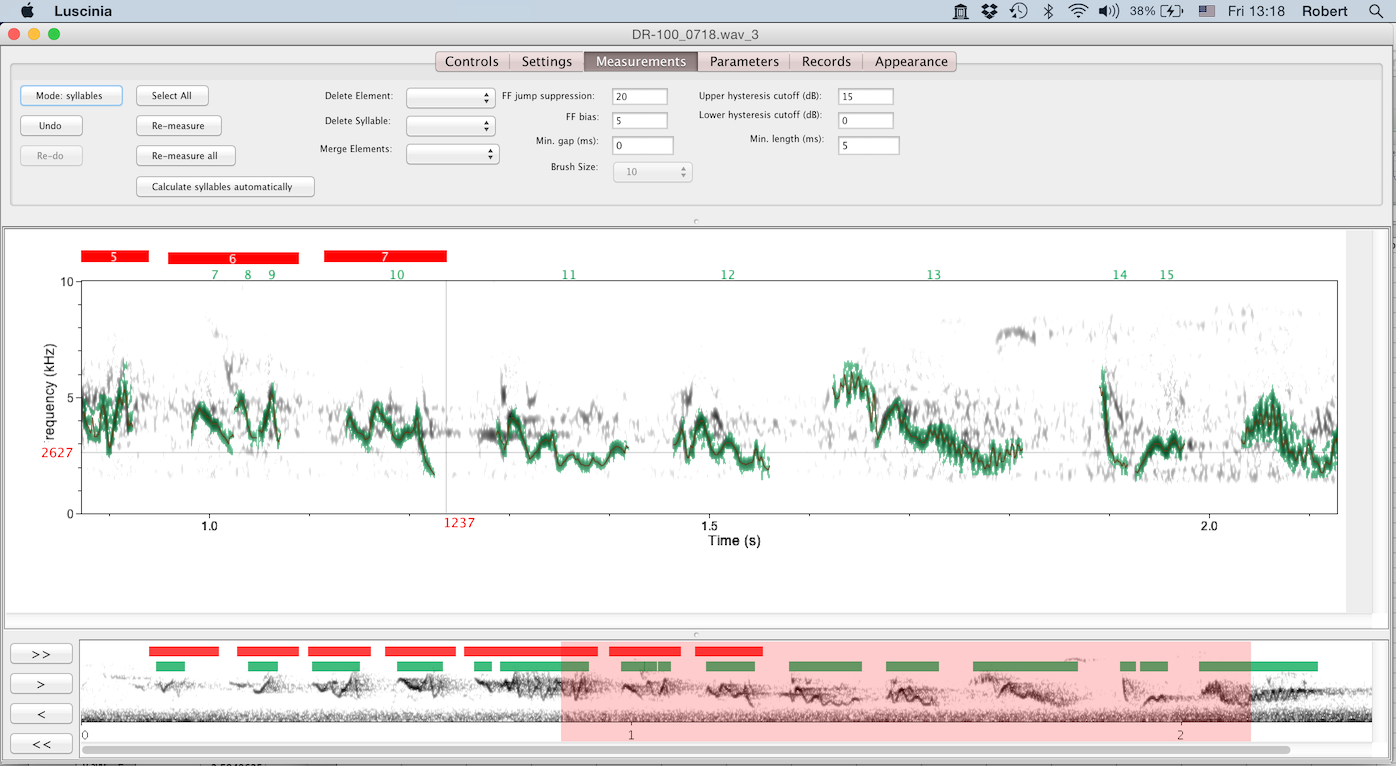 Luscinia 38% Fri 13:18 Robert
DR-100_0718.wav_3
Controls Settings Measurements Parameters Records Appearance
Mode: syllables Select All Delete Element: FF jump suppression: 20 Upper hysteresis cutoff (dB): 15
Undo Re-measure Delete Syllable: FF bias: 5 Lower hysteresis cutoff (dB): 0
Re-do Re-measure all Merge Elements: Min. gap (ms): 0 Min. length (ms): 5
Calculate syllables automatically Brush Size: 10
5 6 7
7 8 9 10 11 12 13 14 15
10
5
0
requency (kHz)
2627
1.0 1237 1.5 2.0
Time (s)
>>
>
<
<<
0 1 2